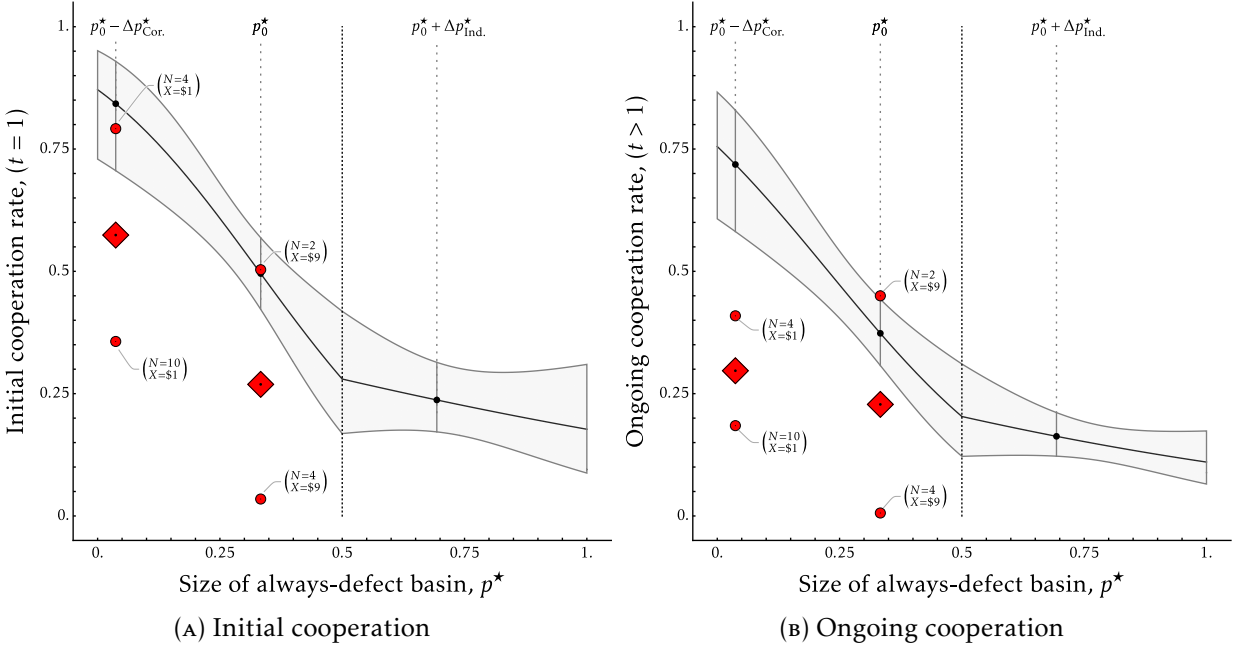 Initial cooperation rate, (t = 1)
1.
0.75
0.5
0.25
0.
p₀★ − Δp★Cor.
p₀★
p₀★ + Δp★Ind.
(N=4
X=$1)
(N=2
X=$9)
(N=10
X=$1)
(N=4
X=$9)
0. 0.25 0.5 0.75 1.
Size of always-defect basin, p★
(A) Initial cooperation
Ongoing cooperation rate, (t > 1)
1.
0.75
0.5
0.25
0.
p₀★ − Δp★Cor.
p₀★
p₀★ + Δp★Ind.
(N=2
X=$9)
(N=4
X=$1)
(N=10
X=$1)
(N=4
X=$9)
0. 0.25 0.5 0.75 1.
Size of always-defect basin, p★
(B) Ongoing cooperation